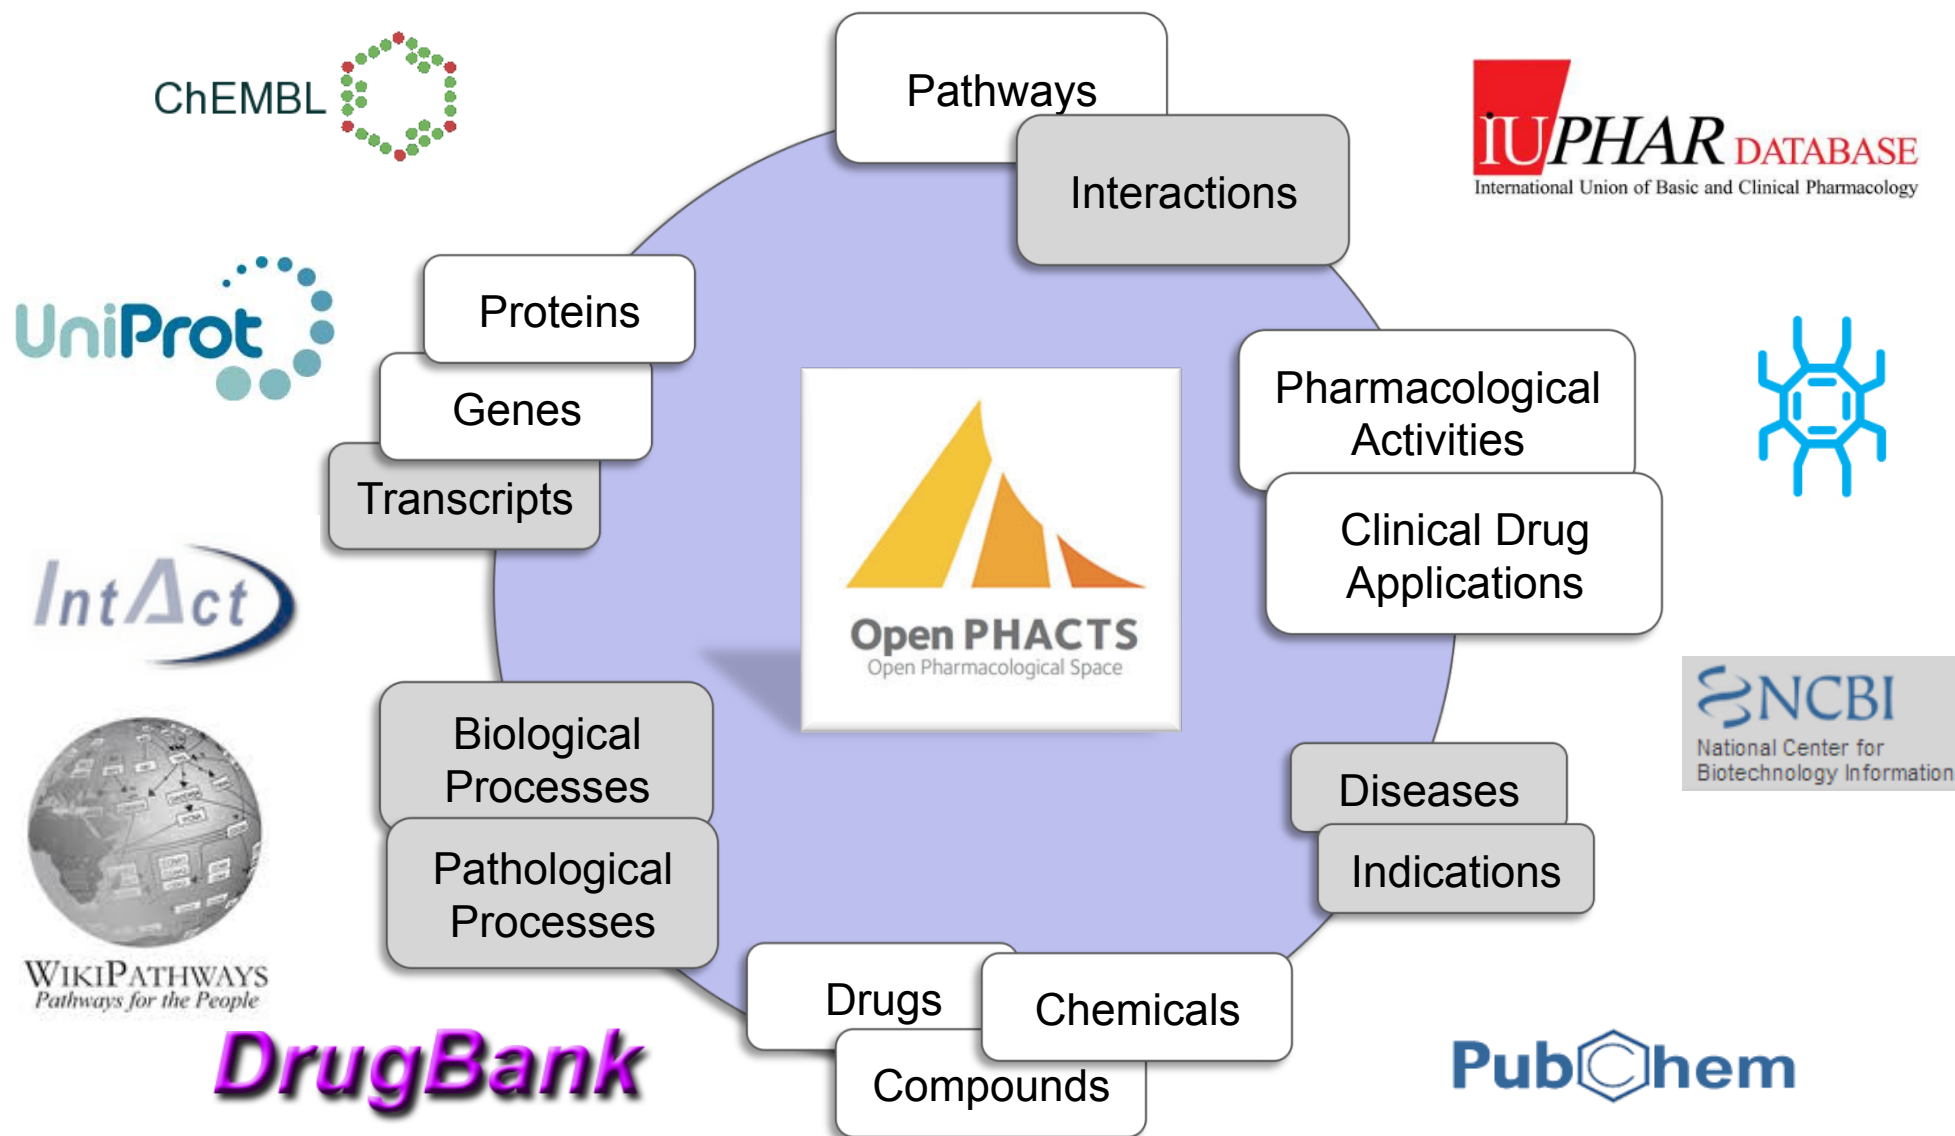 ChEMBL
Pathways
Interactions
IUPHAR DATABASE
International Union of Basic and Clinical Pharmacology
UniProt
Proteins
Genes
Transcripts
Pharmacological
Activities
Clinical Drug
Applications
IntAct
Open PHACTS
Open Pharmacological Space
NCBI
National Center for
Biotechnology Information
Biological
Processes
Pathological
Processes
Diseases
Indications
WIKIPATHWAYS
Pathways for the People
Drugs
Chemicals
Compounds
DrugBank
PubChem